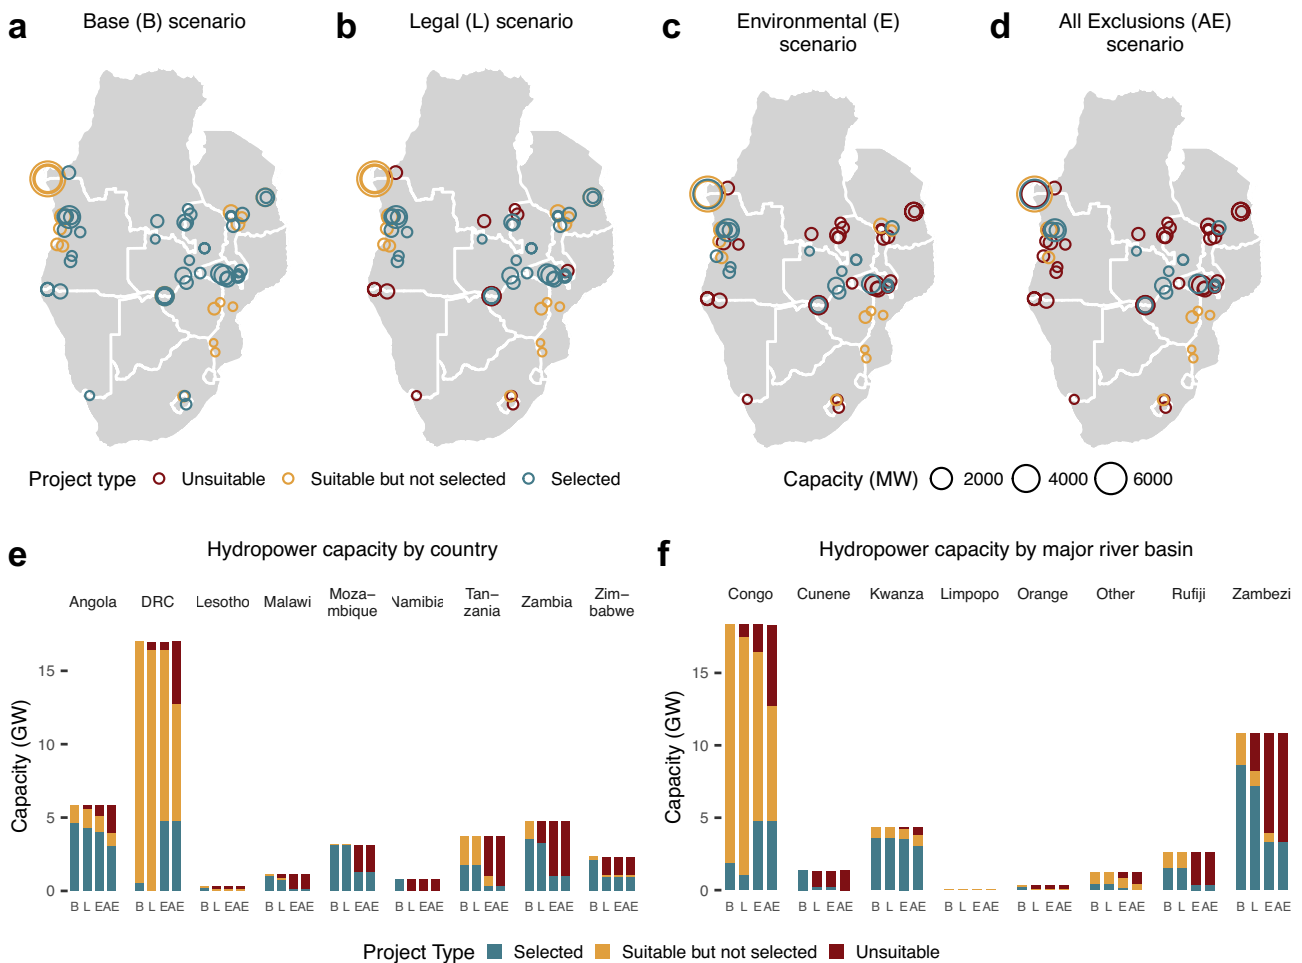 a Base (B) scenario
b Legal (L) scenario
c Environmental (E)
scenario
d All Exclusions (AE)
scenario
Project type Unsuitable Suitable but not selected Selected
Capacity (MW) 2000 4000 6000
e Hydropower capacity by country
Angola DRC Lesotho Malawi Moza–
mbique Namibia Tan–
zania Zambia Zim–
babwe
Capacity (GW)
15
10
5
0
B L EAE B L EAE B L EAE B L EAE B L EAE B L EAE B L EAE B L EAE B L EAE
f Hydropower capacity by major river basin
Congo Cunene Kwanza Limpopo Orange Other Rufiji Zambezi
Capacity (GW)
15
10
5
0
B L EAE B L EAE B L EAE B L EAE B L EAE B L EAE B L EAE B L EAE
Project Type Selected Suitable but not selected Unsuitable